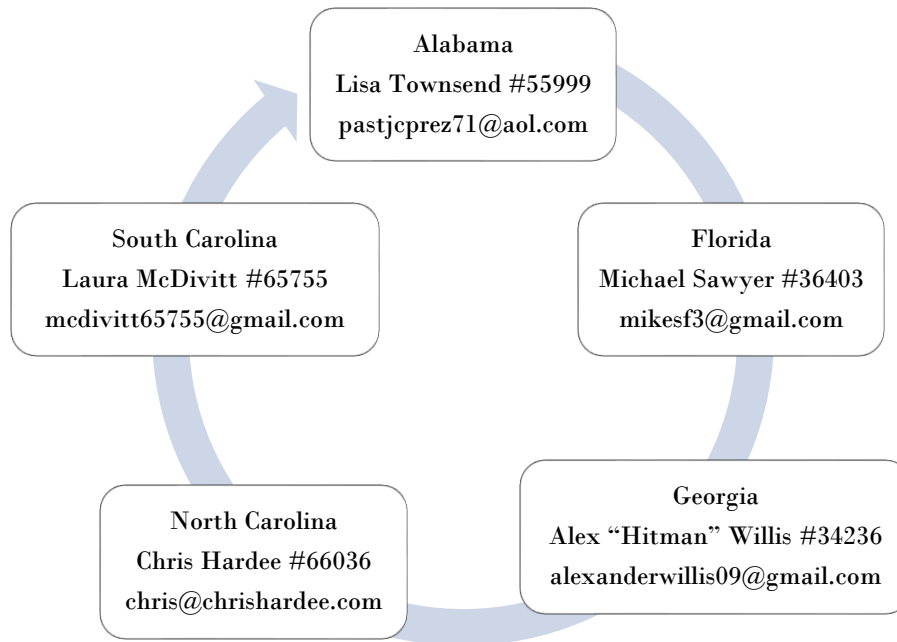 Alabama
Lisa Townsend #55999
pastjcprez71@aol.com
South Carolina
Laura McDivitt #65755
mcdivitt65755@gmail.com
Florida
Michael Sawyer #36403
mikesf3@gmail.com
North Carolina
Chris Hardee #66036
chris@chrishardee.com
Georgia
Alex “Hitman” Willis #34236
alexanderwillis09@gmail.com